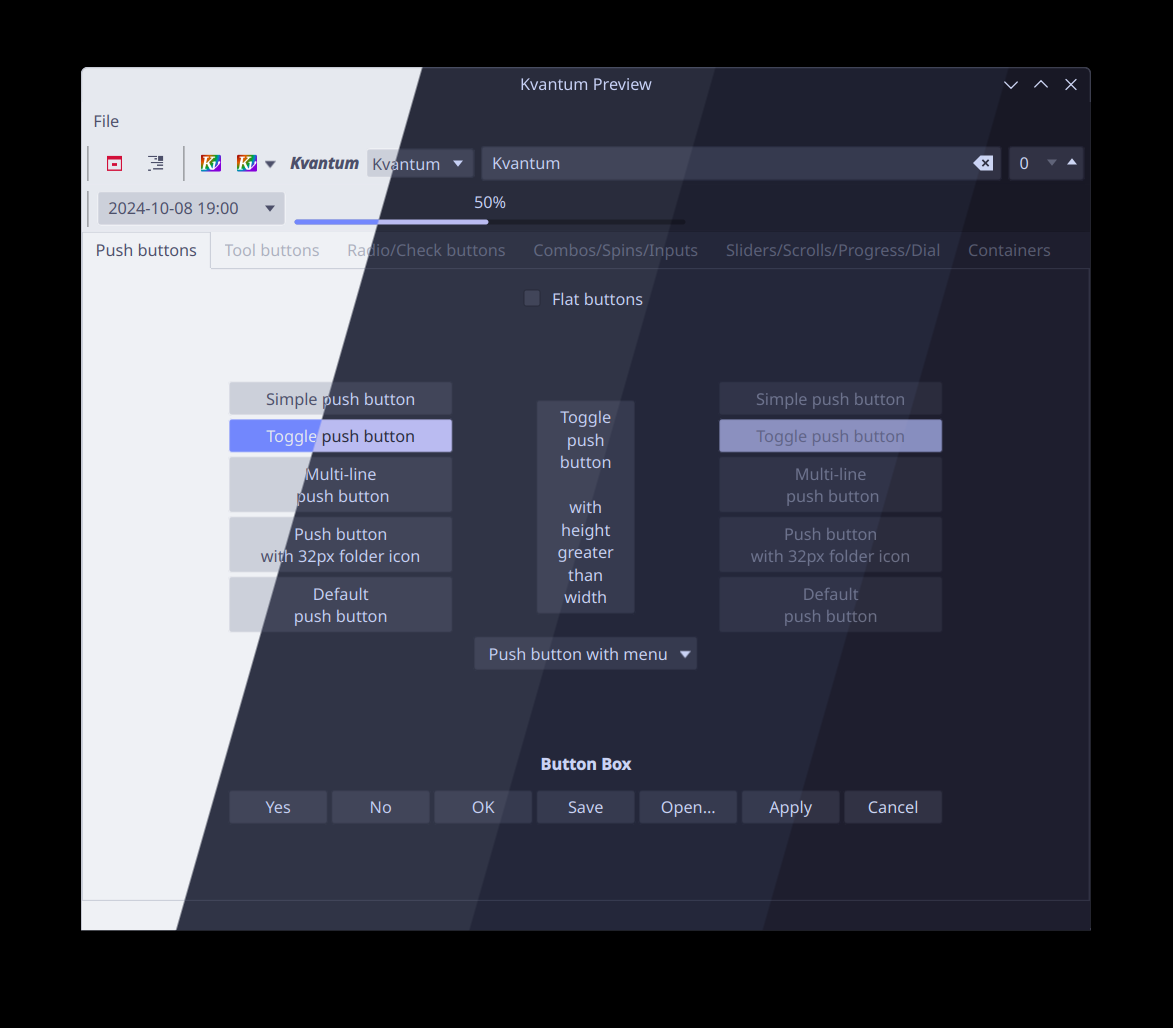 Kvantum Preview
File
Kv Kv Kvantum Kvantum Kvantum 0
2024-10-08 19:00 50%
Push buttons Tool buttons Radio/Check buttons Combos/Spins/Inputs Sliders/Scrolls/Progress/Dial Containers
Flat buttons
Simple push button
Toggle push button
Multi-line
push button
Push button
with 32px folder icon
Default
push button
Toggle
push
button
with
height
greater
than
width
Push button with menu
Simple push button
Toggle push button
Multi-line
push button
Push button
with 32px folder icon
Default
push button
Button Box
Yes No OK Save Open... Apply Cancel